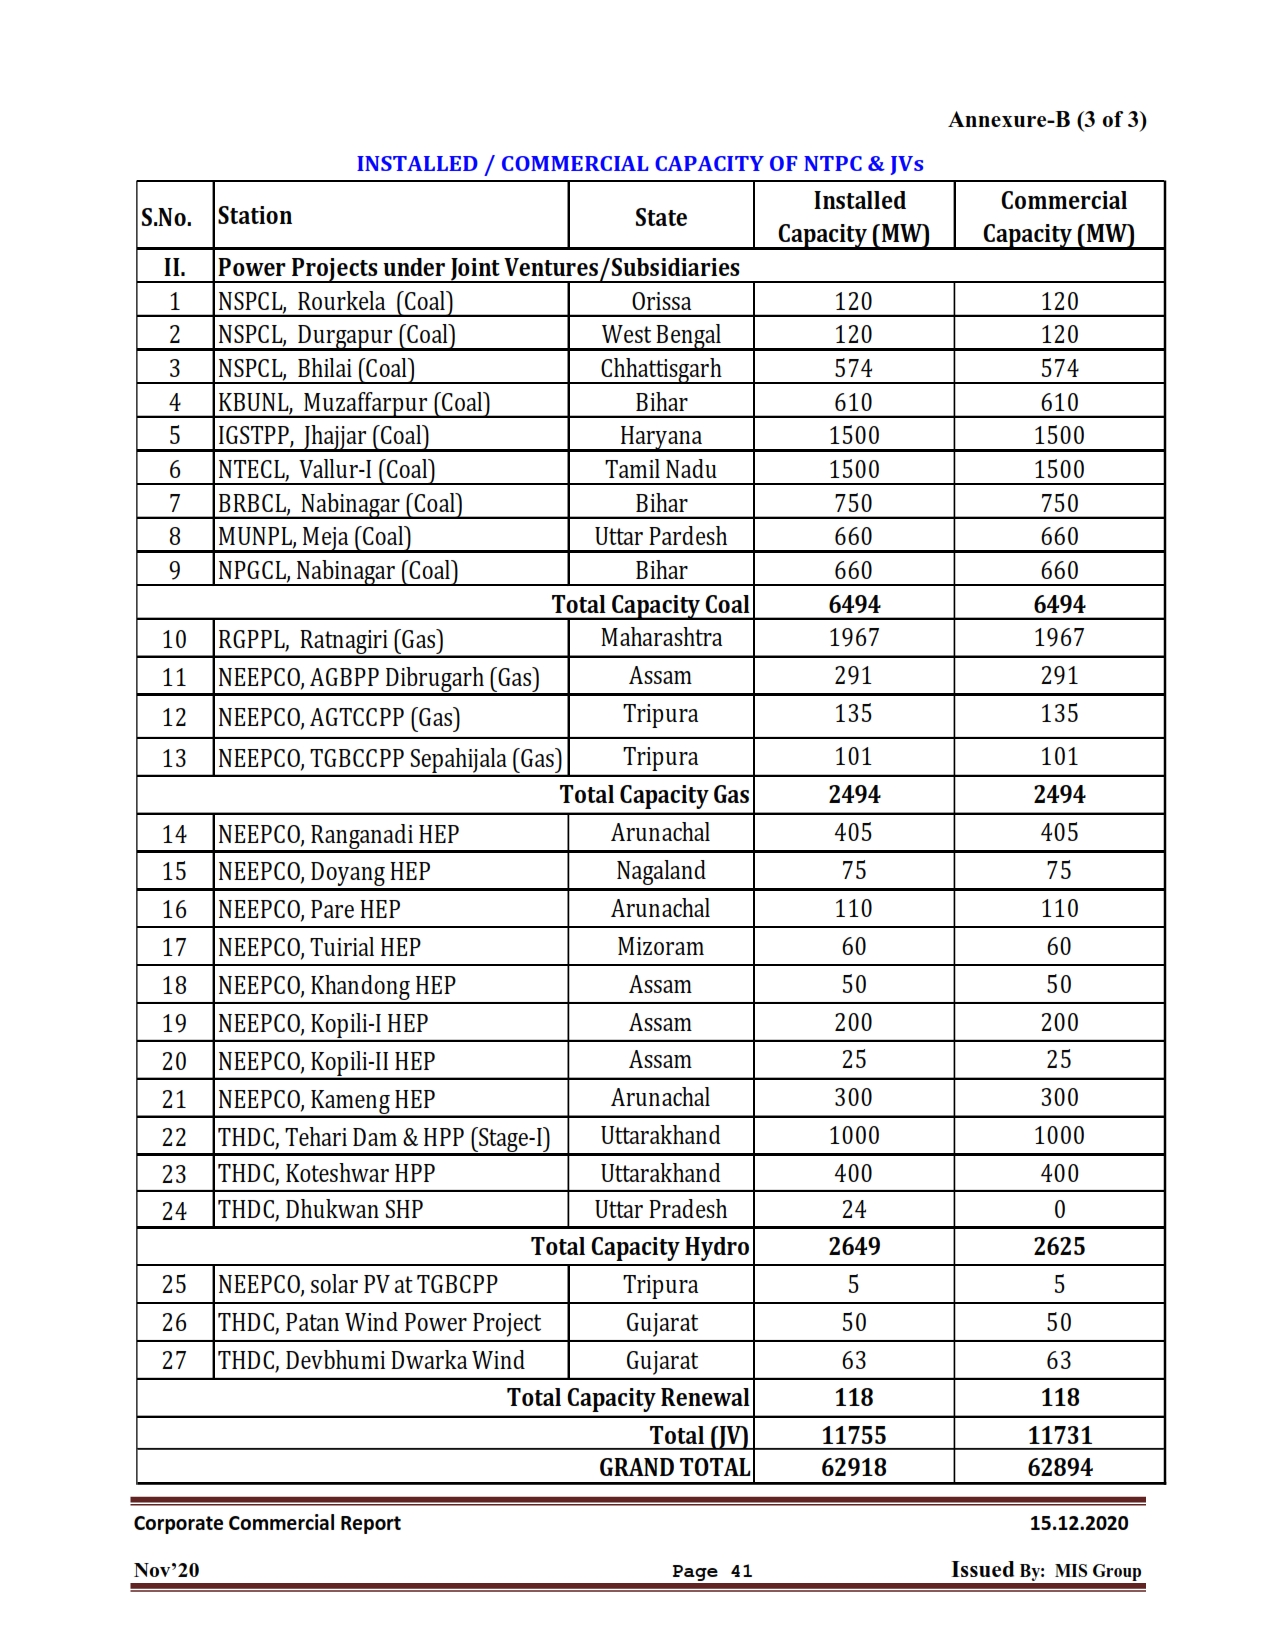 Annexure-B (3 of 3)
INSTALLED / COMMERCIAL CAPACITY OF NTPC & JVs
S.No. Station State Installed Capacity (MW) Commercial Capacity (MW)
II. Power Projects under Joint Ventures/Subsidiaries
1 NSPCL, Rourkela (Coal) Orissa 120 120
2 NSPCL, Durgapur (Coal) West Bengal 120 120
3 NSPCL, Bhilai (Coal) Chhattisgarh 574 574
4 KBUNL, Muzaffarpur (Coal) Bihar 610 610
5 IGSTPP, Jhajjar (Coal) Haryana 1500 1500
6 NTECL, Vallur-I (Coal) Tamil Nadu 1500 1500
7 BRBCL, Nabinagar (Coal) Bihar 750 750
8 MUNPL, Meja (Coal) Uttar Pardesh 660 660
9 NPGCL, Nabinagar (Coal) Bihar 660 660
Total Capacity Coal 6494 6494
10 RGPPL, Ratnagiri (Gas) Maharashtra 1967 1967
11 NEEPCO, AGBPP Dibrugarh (Gas) Assam 291 291
12 NEEPCO, AGTCCPP (Gas) Tripura 135 135
13 NEEPCO, TGBCCPP Sepahijala (Gas) Tripura 101 101
Total Capacity Gas 2494 2494
14 NEEPCO, Ranganadi HEP Arunachal 405 405
15 NEEPCO, Doyang HEP Nagaland 75 75
16 NEEPCO, Pare HEP Arunachal 110 110
17 NEEPCO, Tuirial HEP Mizoram 60 60
18 NEEPCO, Khandong HEP Assam 50 50
19 NEEPCO, Kopili-I HEP Assam 200 200
20 NEEPCO, Kopili-II HEP Assam 25 25
21 NEEPCO, Kameng HEP Arunachal 300 300
22 THDC, Tehari Dam & HPP (Stage-I) Uttarakhand 1000 1000
23 THDC, Koteshwar HPP Uttarakhand 400 400
24 THDC, Dhukwan SHP Uttar Pradesh 24 0
Total Capacity Hydro 2649 2625
25 NEEPCO, solar PV at TGBCPP Tripura 5 5
26 THDC, Patan Wind Power Project Gujarat 50 50
27 THDC, Devbhumi Dwarka Wind Gujarat 63 63
Total Capacity Renewal 118 118
Total (JV) 11755 11731
GRAND TOTAL 62918 62894
Corporate Commercial Report 15.12.2020
Nov’20 Page 41 Issued By: MIS Group